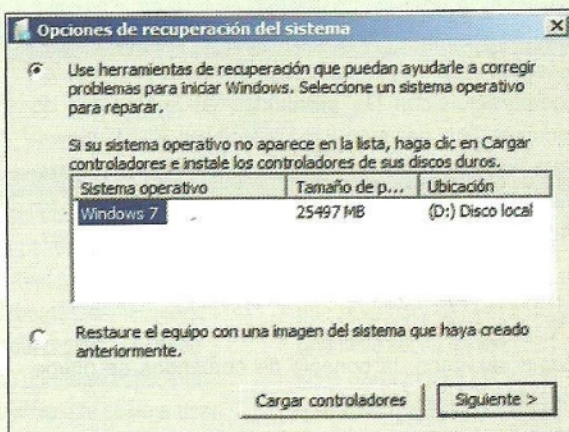 Opciones de recuperación del sistema
Use herramientas de recuperación que puedan ayudarle a corregir
problemas para iniciar Windows. Seleccione un sistema operativo
para reparar.
Si su sistema operativo no aparece en la lista, haga clic en Cargar
controladores e instale los controladores de sus discos duros.
Sistema operativo Tamaño de p... Ubicación
Windows 7 25497 MB (D:) Disco local
Restaure el equipo con una imagen del sistema que haya creado
anteriormente.
Cargar controladores Siguiente >